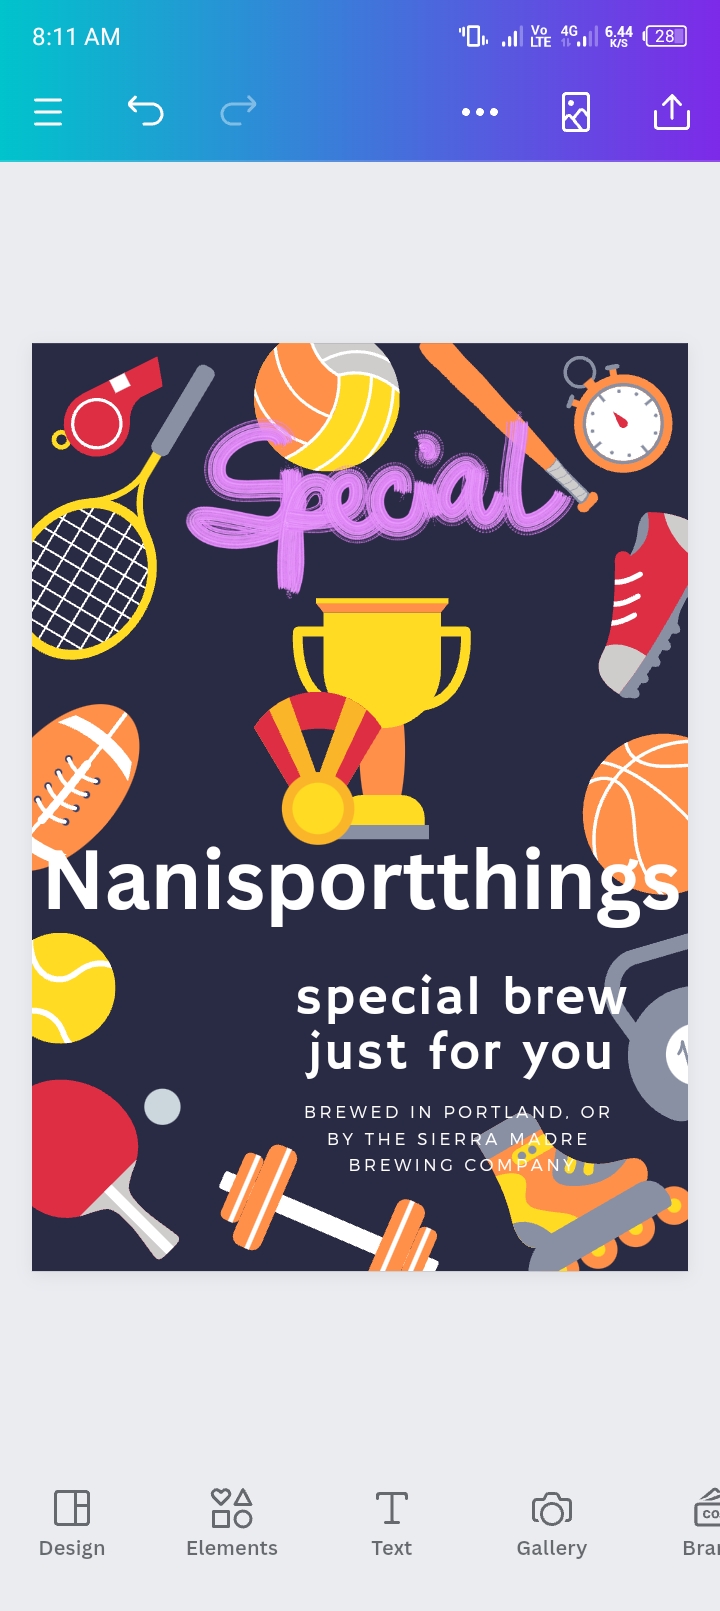 8:11 AM
Vo LTE 4G 6.44 K/S 28
Special
Nanisportthings
special brew
just for you
BREWED IN PORTLAND, OR
BY THE SIERRA MADRE
BREWING COMPANY
Design Elements Text Gallery